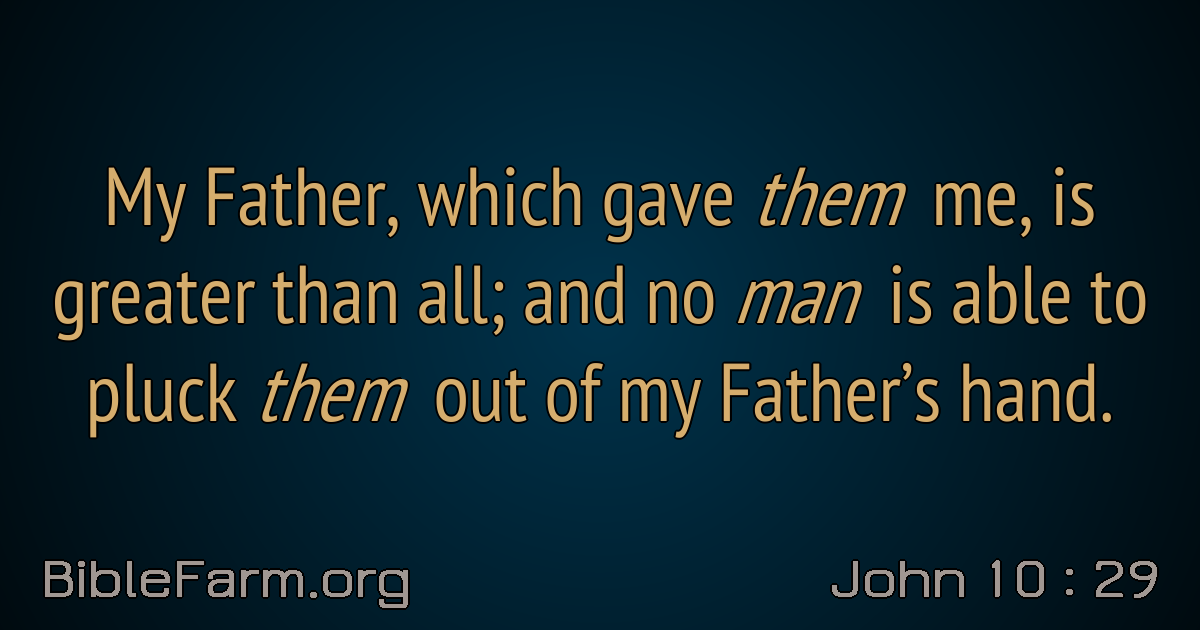 My Father, which gave them me, is
greater than all; and no man is able to
pluck them out of my Father’s hand.
BibleFarm.org
John 10 : 29